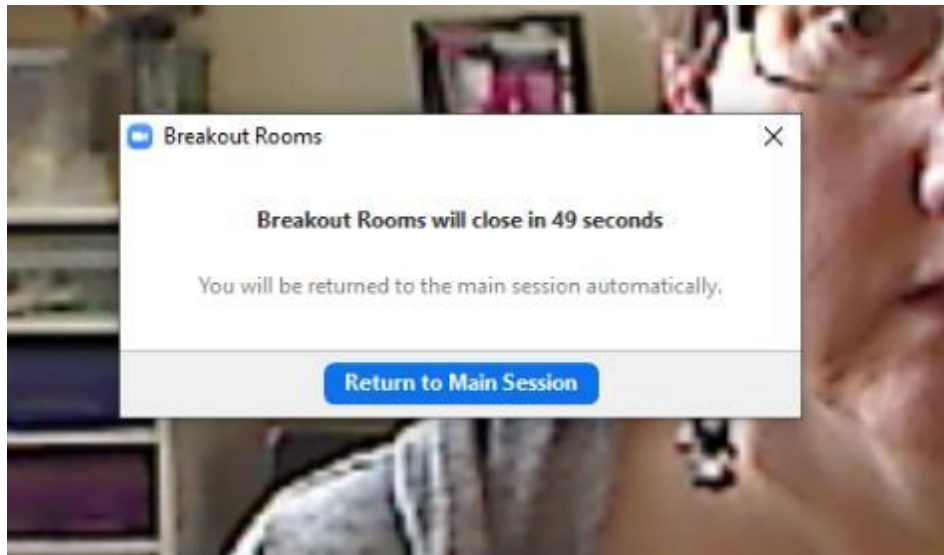 Breakout Rooms
Breakout Rooms will close in 49 seconds
You will be returned to the main session automatically.
Return to Main Session